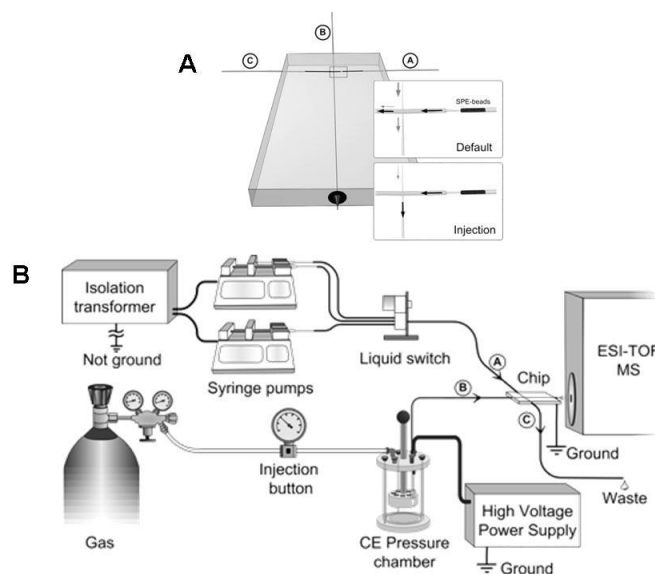 B
C
A
A
SPE-beads
Default
Injection
B
Isolation
transformer
Not ground
Syringe pumps
Liquid switch
A
Chip
ESI-TOF
MS
B
C
Ground
Waste
Injection
button
Gas
CE Pressure
chamber
High Voltage
Power Supply
Ground